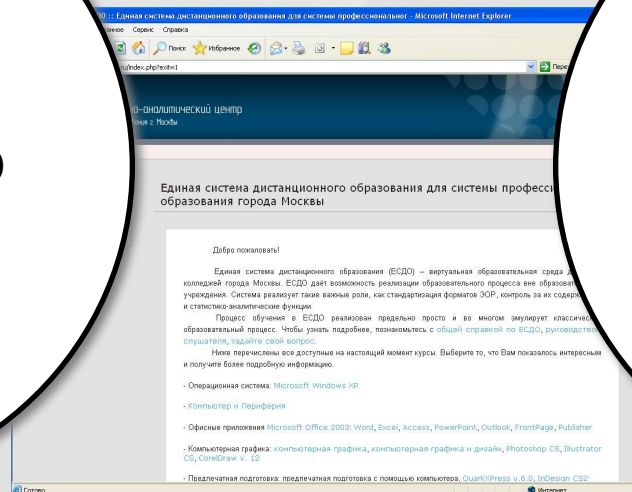 :: Единая система дистанционного образования для системы профессиональног - Microsoft Internet Explorer
Сервис Справка
Поиск Избранное
ru/index.php?exit=1
о-аналитический центр
г. Москвы
Единая система дистанционного образования для системы
образования города Москвы
Добро пожаловать!
Единая система дистанционного образования (ЕСДО) – виртуальная образовательная среда
колледжей города Москвы. ЕСДО даёт возможность реализации образовательного процесса вне
учреждения. Система реализует такие важные роли, как стандартизация форматов ЭОР, контроль за их
и статистико-аналитические функции.
Процесс обучения в ЕСДО реализован предельно просто и во многом эмулирует
образовательный процесс. Чтобы узнать подробнее, познакомьтесь с общей справкой по ЕСДО, руководство
слушателя, задайте свой вопрос.
Ниже перечислены все доступные на настоящий момент курсы. Выберите то, что Вам показалось интересным
и получите более подробную информацию.
- Операционная система: Microsoft Windows XP
- Компьютер и Периферия
- Офисные приложения Microsoft Office 2003: Word, Excel, Access, PowerPoint, Outlook, FrontPage, Publisher
- Компьютерная графика: компьютерная графика, компьютерная графика и дизайн, Photoshop CS, Illustrator
CS, CorelDraw v. 12
- Предпечатная подготовка: предпечатная подготовка с помощью компьютера, QuarkXPress v.6.0, InDesign CS2
Готово Интернет